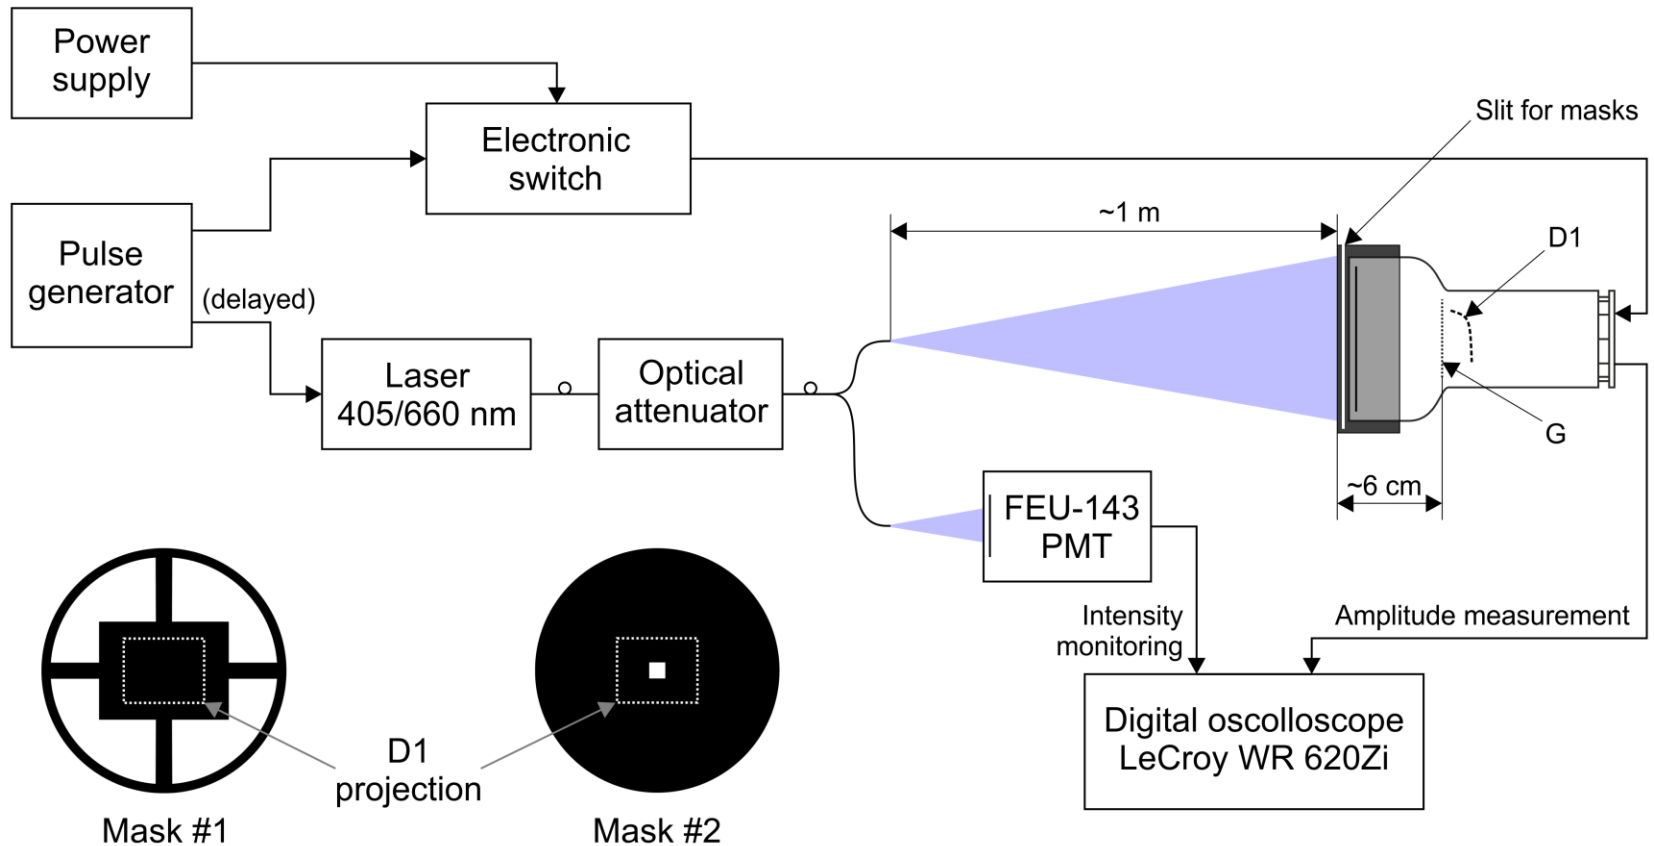 Power
supply
Electronic
switch
Slit for masks
Pulse
generator
(delayed)
~1 m
D1
Laser
405/660 nm
Optical
attenuator
G
~6 cm
FEU-143
PMT
Intensity
monitoring
Amplitude measurement
Digital oscolloscope
LeCroy WR 620Zi
D1
projection
Mask #1
Mask #2